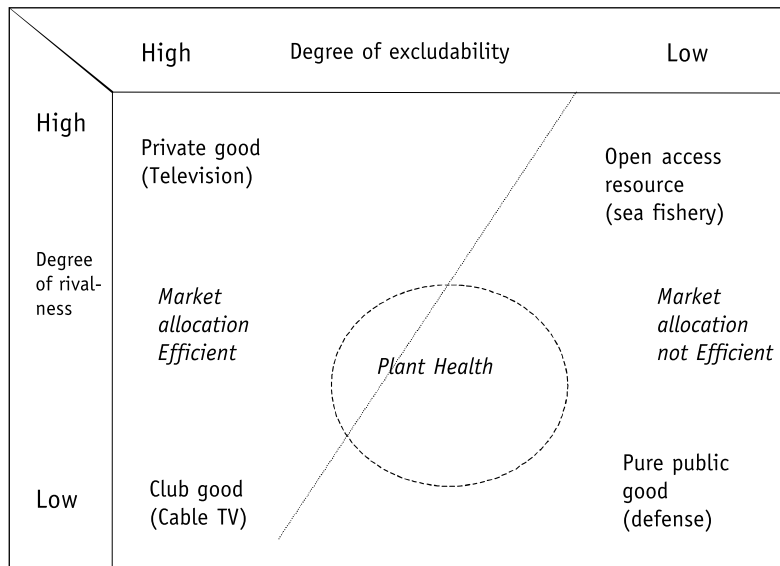 High
Degree of excludability
Low
High
Private good
(Television)
Open access
resource
(sea fishery)
Degree
of rival-
ness
Market
allocation
Efficient
Plant Health
Market
allocation
not Efficient
Low
Club good
(Cable TV)
Pure public
good
(defense)